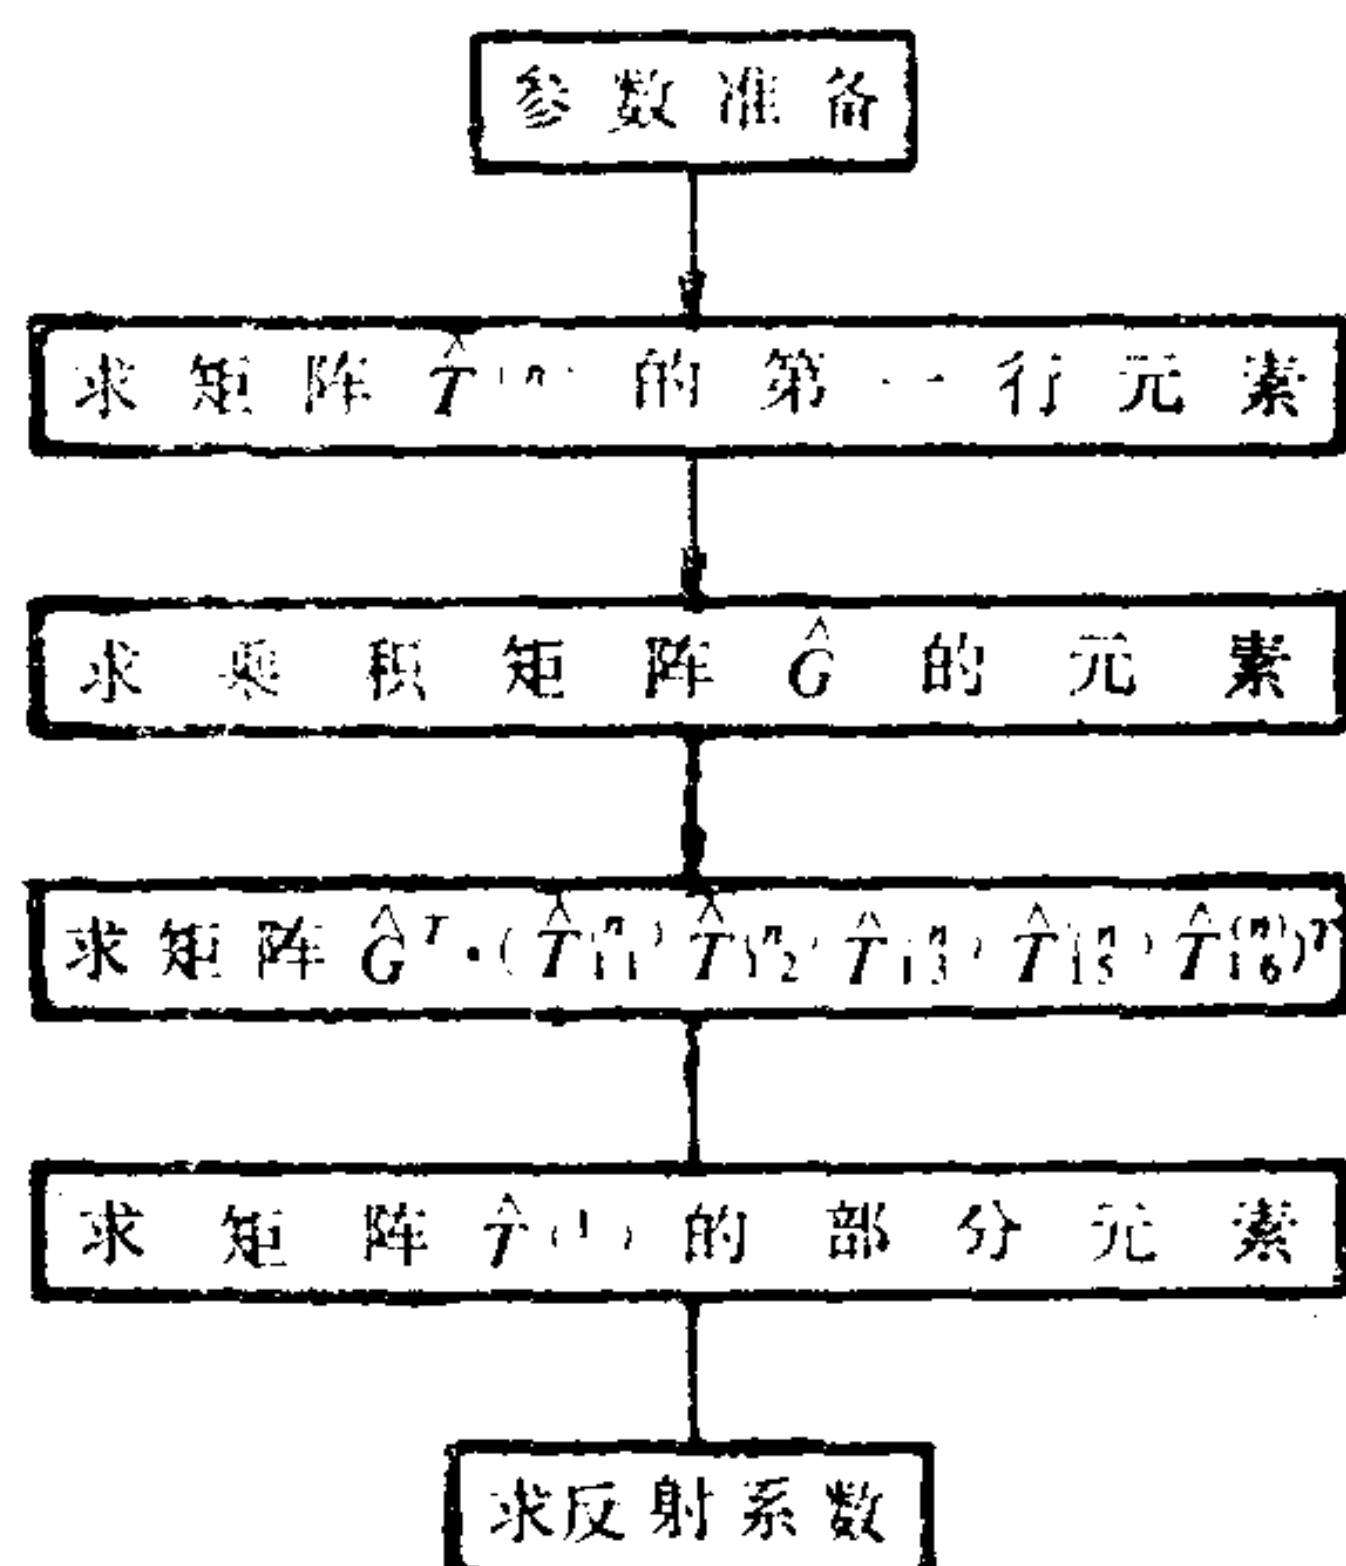 参数准备
求矩阵 T̂⁽ⁿ⁾ 的第一行元素
求乘积矩阵 Ĝ 的元素
求矩阵 Ĝᵀ·(T̂₁₁⁽ⁿ⁾ T̂₁₂⁽ⁿ⁾ T̂₁₃⁽ⁿ⁾ T̂₁₅⁽ⁿ⁾ T̂₁₆⁽ⁿ⁾)ᵀ
求矩阵 T̂⁽¹⁾ 的部分元素
求反射系数